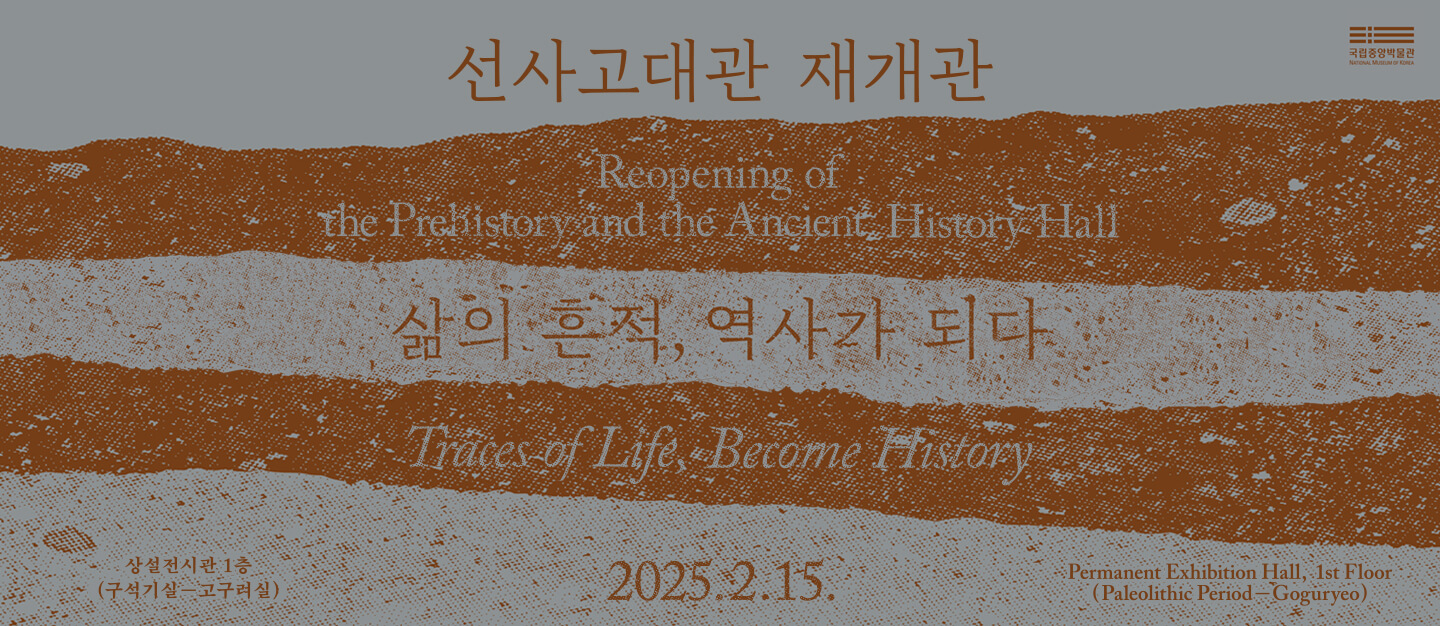 선사고대관 재개관
국립중앙박물관
NATIONAL MUSEUM OF KOREA
Reopening of
the Prehistory and the Ancient History Hall
삶의 흔적, 역사가 되다
Traces of Life, Become History
상설전시관 1층
(구석기실—고구려실)
2025.2.15.
Permanent Exhibition Hall, 1st Floor
(Paleolithic Period—Goguryeo)